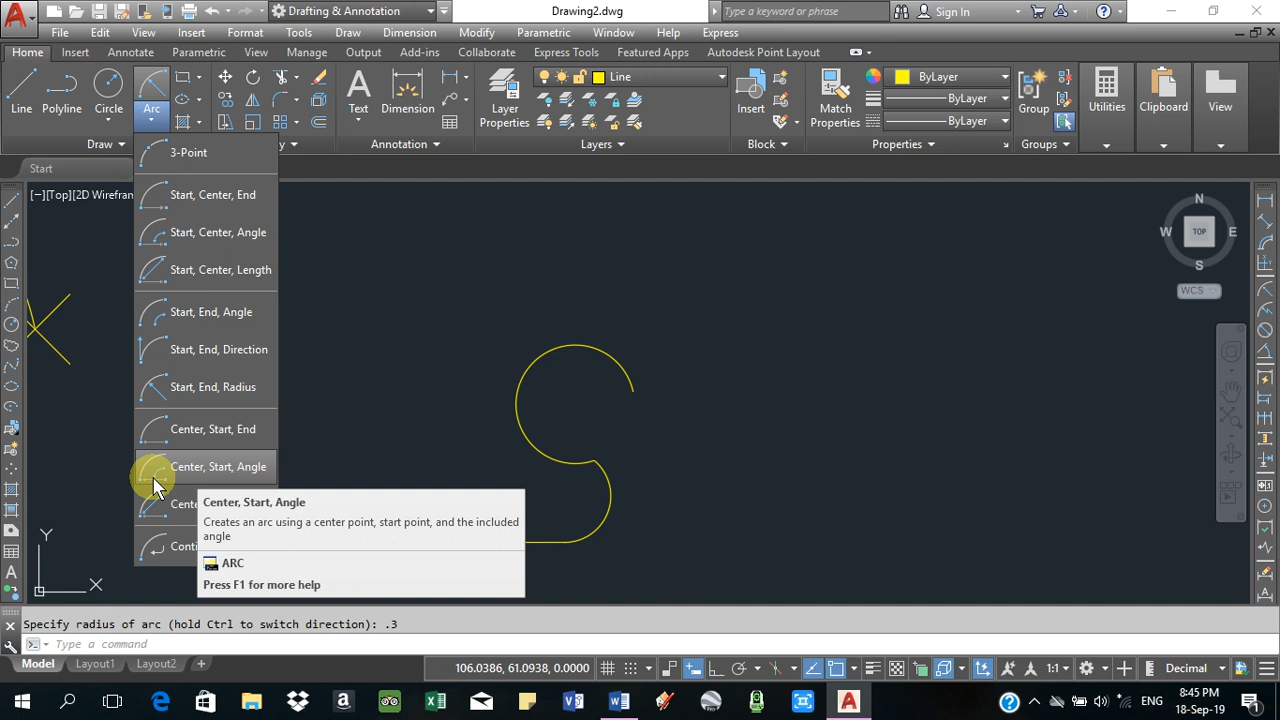 Drafting & Annotation
Drawing2.dwg
Type a keyword or phrase
Sign In
File Edit View Insert Format Tools Draw Dimension Modify Parametric Window Help Express
Home Insert Annotate Parametric View Manage Output Add-ins Collaborate Express Tools Featured Apps Autodesk Point Layout
Line
ByLayer
ByLayer
ByLayer
Line Polyline Circle Arc
Text Dimension
Layer
Properties
Insert
Match
Properties
Group
Utilities
Clipboard
View
Draw
Annotation
Layers
Block
Properties
Groups
Start
[−][Top][2D Wirefram
3-Point
Start, Center, End
Start, Center, Angle
Start, Center, Length
Start, End, Angle
Start, End, Direction
Start, End, Radius
Center, Start, End
Center, Start, Angle
Cente
Conti
Center, Start, Angle
Creates an arc using a center point, start point, and the included
angle
ARC
Press F1 for more help
N
W TOP E
S
WCS
Y
X
Specify radius of arc (hold Ctrl to switch direction): .3
Type a command
Model Layout1 Layout2 +
106.0386, 61.0938, 0.0000
1:1
Decimal
ENG
8:45 PM
18-Sep-19